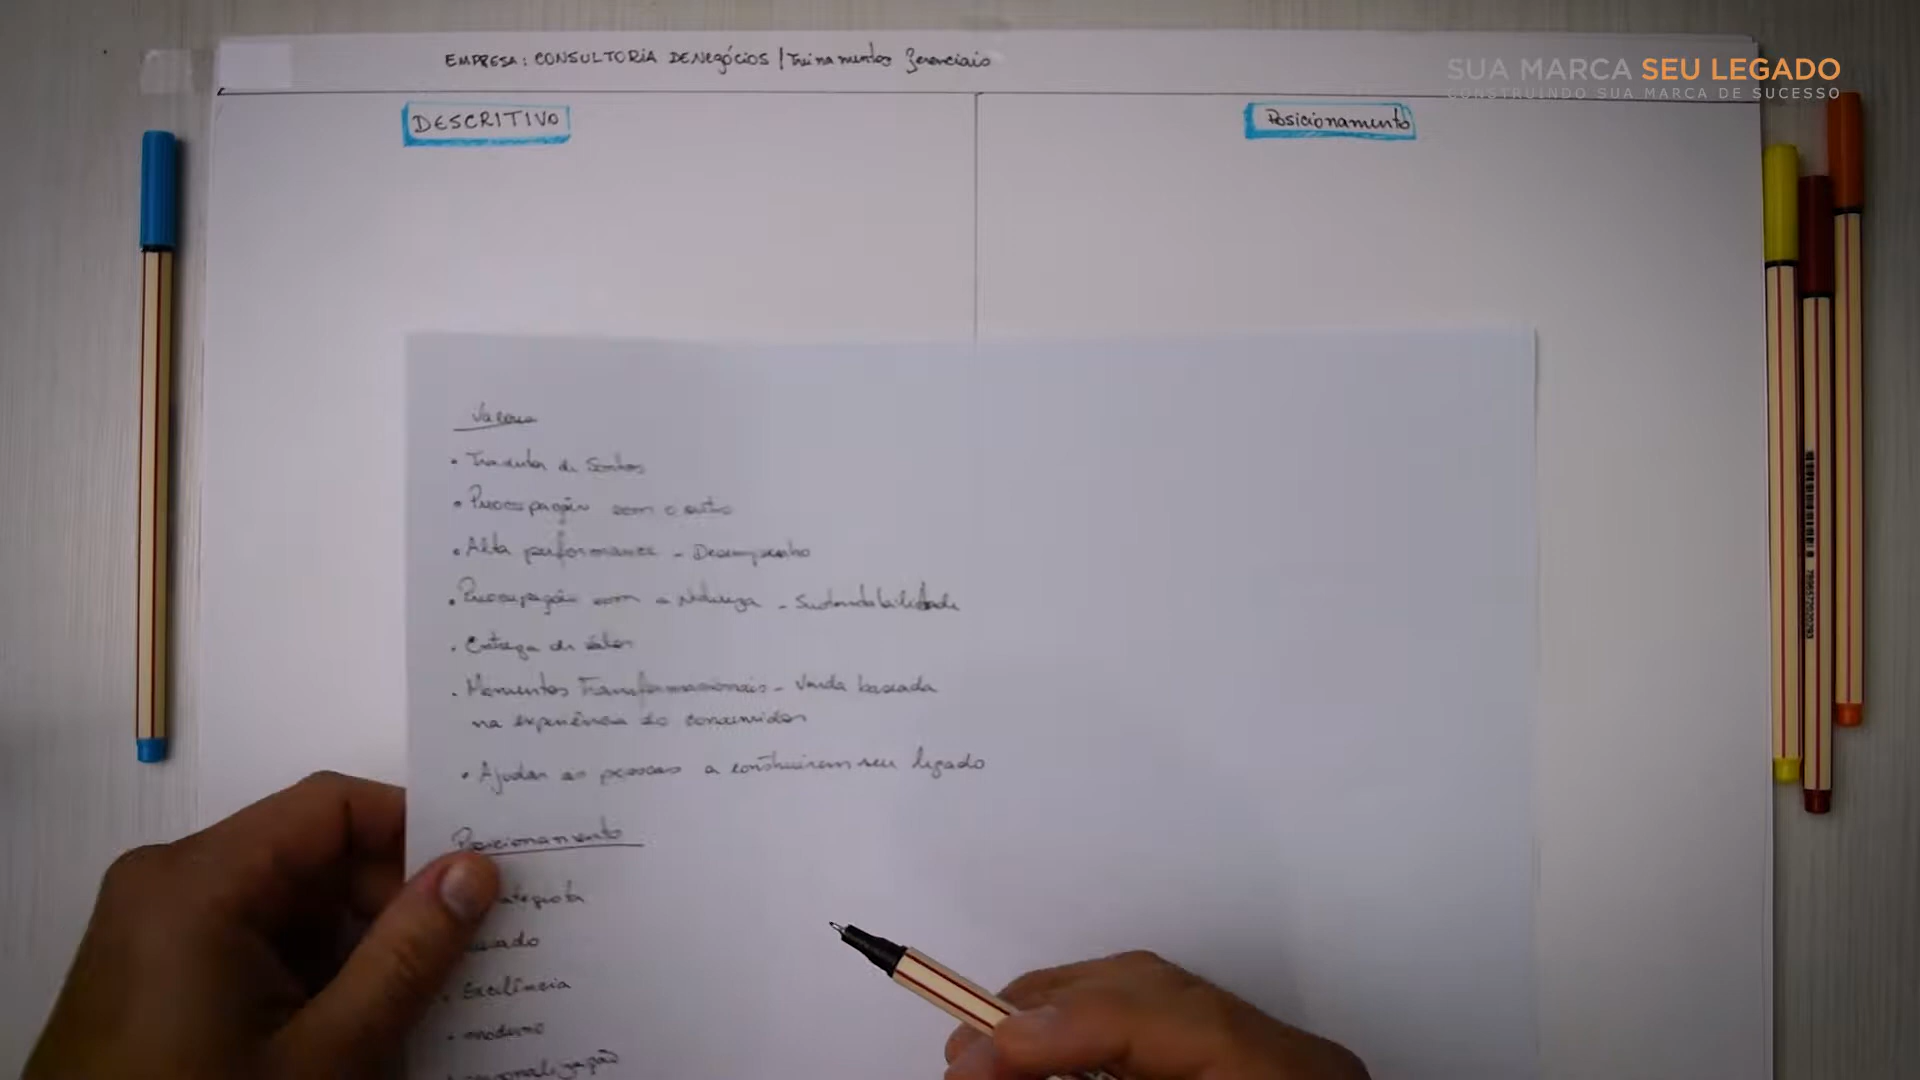 EMPRESA: CONSULTORIA DE NEGÓCIOS / Treinamentos Gerenciais
SUA MARCA SEU LEGADO
CONSTRUINDO SUA MARCA DE SUCESSO
DESCRITIVO
Posicionamento
Valores
• Tradutor de Sonhos
• Preocupação com o outro
• Alta performance - Desempenho
• Preocupação com a Natureza - Sustentabilidade
• Entrega de valor
• Momentos Transformacionais - Venda baseada
na experiência do consumidor
• Ajudar as pessoas a construirem seu legado
Posicionamento
• Excelência
• moderno